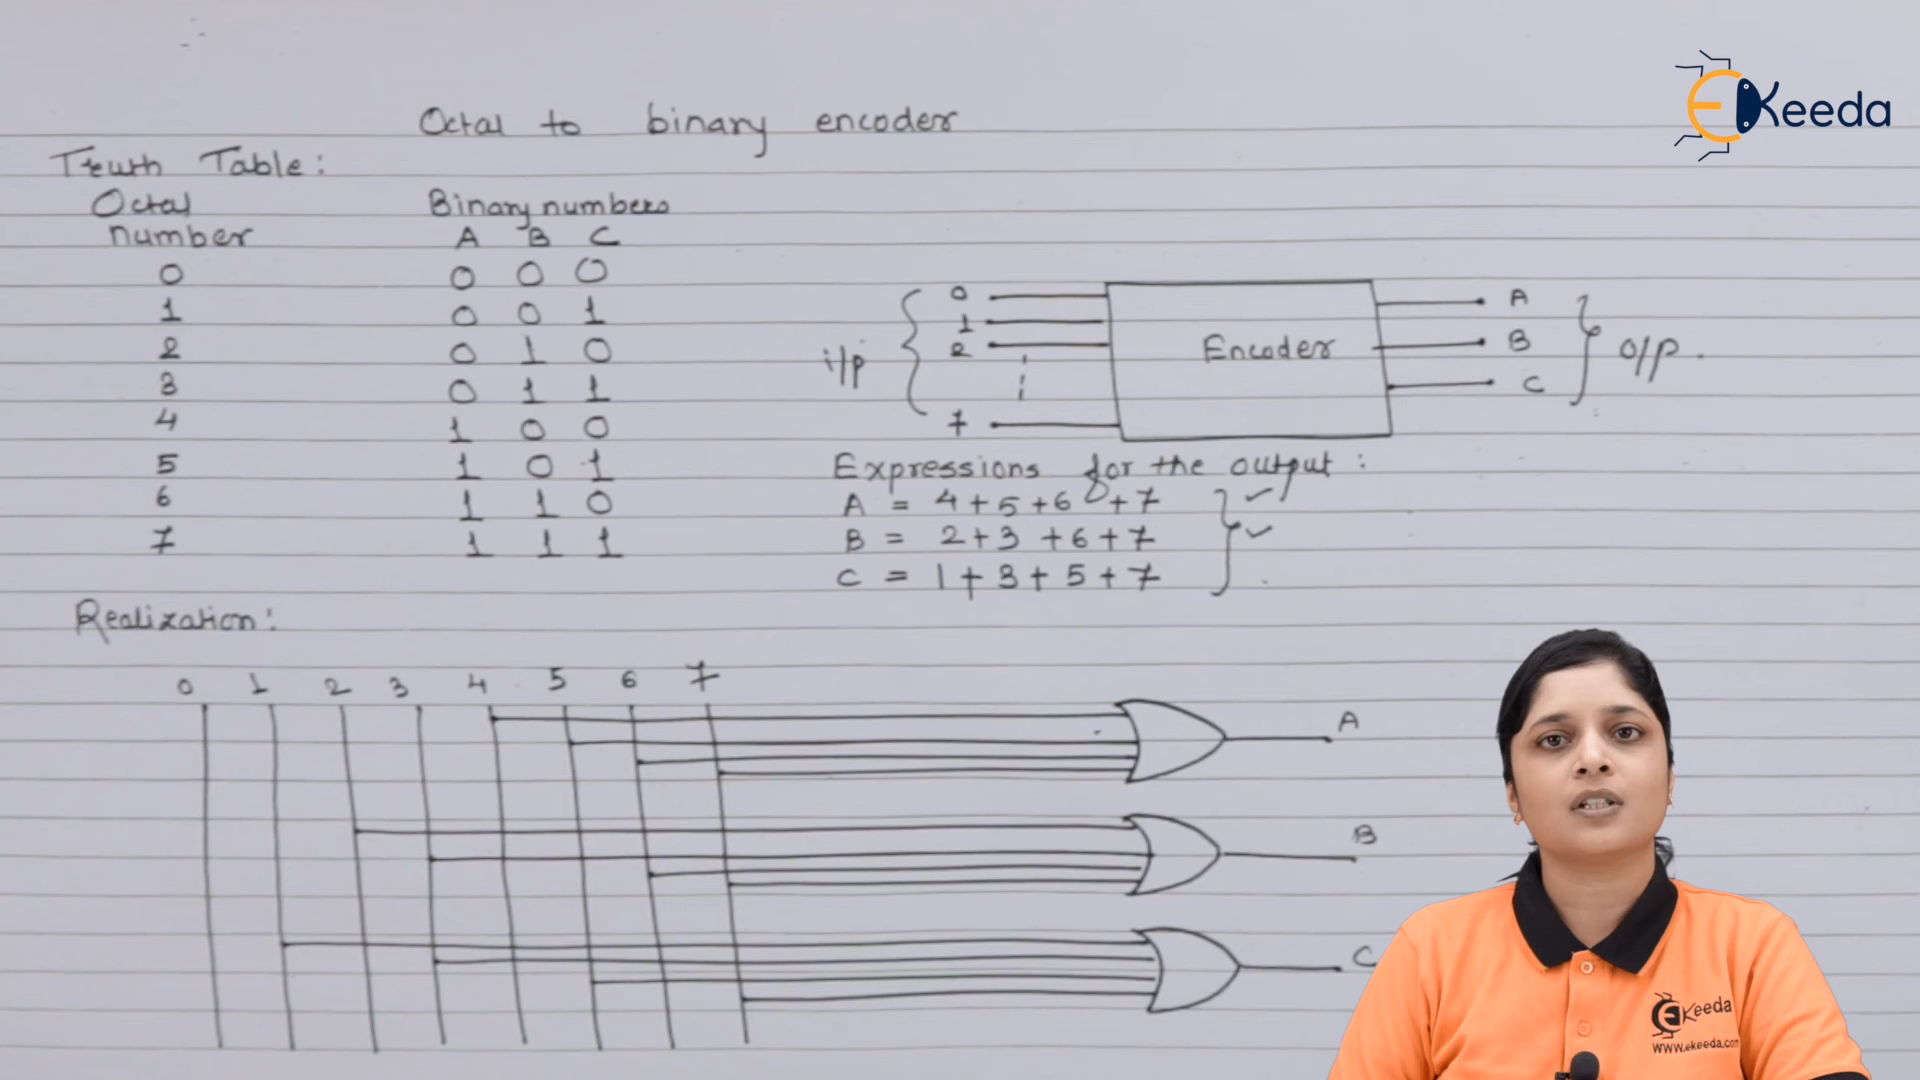 EKeeda
Octal to binary encoder
Truth Table:
Octal number
Binary numbers
A B C
0 0 0 0
1 0 0 1
2 0 1 0
3 0 1 1
4 1 0 0
5 1 0 1
6 1 1 0
7 1 1 1
i/p
0
1
2
7
Encoder
A
B
C
o/p.
Expressions for the output:
A = 4+5+6+7
B = 2+3+6+7
C = 1+3+5+7
Realization:
0 1 2 3 4 5 6 7
A
B
C
EKeeda
www.ekeeda.com